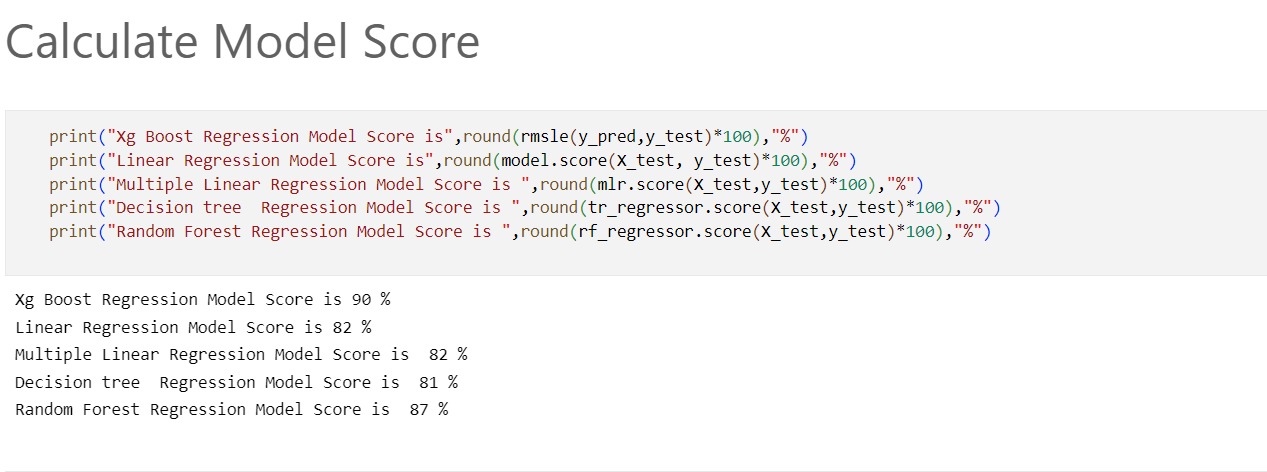 Calculate Model Score
print("Xg Boost Regression Model Score is",round(rmsle(y_pred,y_test)*100),"%")
print("Linear Regression Model Score is",round(model.score(X_test, y_test)*100),"%")
print("Multiple Linear Regression Model Score is ",round(mlr.score(X_test,y_test)*100),"%")
print("Decision tree  Regression Model Score is ",round(tr_regressor.score(X_test,y_test)*100),"%")
print("Random Forest Regression Model Score is ",round(rf_regressor.score(X_test,y_test)*100),"%")
Xg Boost Regression Model Score is 90 %
Linear Regression Model Score is 82 %
Multiple Linear Regression Model Score is  82 %
Decision tree  Regression Model Score is  81 %
Random Forest Regression Model Score is  87 %